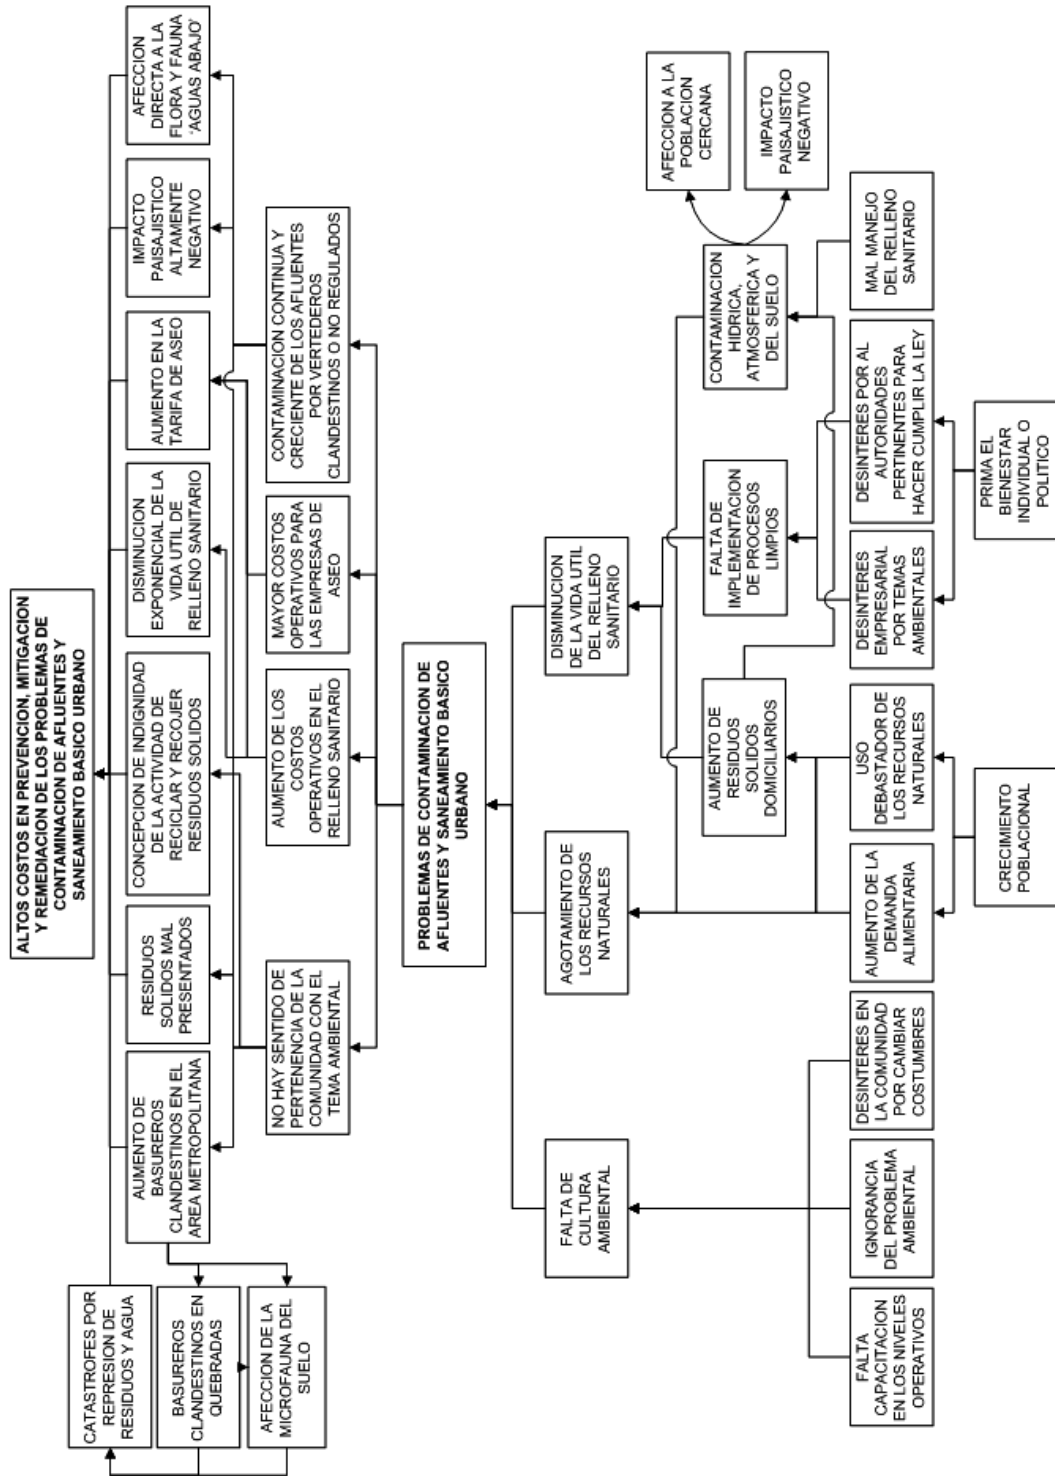 ALTOS COSTOS EN PREVENCION, MITIGACION
Y REMEDIACION DE LOS PROBLEMAS DE
CONTAMINACION DE AFLUENTES Y
SANEAMIENTO BASICO URBANO
CATASTROFES POR
REPRESION DE
RESIDUOS Y AGUA
BASUREROS
CLANDESTINOS EN
QUEBRADAS
AFECCION DE LA
MICROFAUNA DEL
SUELO
AUMENTO DE
BASUREROS
CLANDESTINOS EN EL
AREA METROPOLITANA
RESIDUOS
SOLIDOS MAL
PRESENTADOS
CONCEPCION DE INDIGNIDAD
DE LA ACTIVIDAD DE
RECICLAR Y RECOJER
RESIDUOS SOLIDOS
DISMINUCION
EXPONENCIAL DE LA
VIDA UTIL DE
RELLENO SANITARIO
AUMENTO EN LA
TARIFA DE ASEO
IMPACTO
PAISAJISTICO
ALTAMENTE
NEGATIVO
AFECCION
DIRECTA A LA
FLORA Y FAUNA
'AGUAS ABAJO'
NO HAY SENTIDO DE
PERTENENCIA DE LA
COMUNIDAD CON EL
TEMA AMBIENTAL
AUMENTO DE LOS
COSTOS
OPERATIVOS EN EL
RELLENO SANITARIO
MAYOR COSTOS
OPERATIVOS PARA
LAS EMPRESAS DE
ASEO
CONTAMINACION CONTINUA Y
CRECIENTE DE LOS AFLUENTES
POR VERTEDEROS
CLANDESTINOS O NO REGULADOS
PROBLEMAS DE CONTAMINACION DE
AFLUENTES Y SANEAMIENTO BASICO
URBANO
FALTA DE
CULTURA
AMBIENTAL
AGOTAMIENTO DE
LOS RECURSOS
NATURALES
DISMINUCION
DE LA VIDA UTIL
DEL RELLENO
SANITARIO
AUMENTO DE
RESIDUOS
SOLIDOS
DOMICILIARIOS
FALTA DE
IMPLEMENTACION
DE PROCESOS
LIMPIOS
CONTAMINACION
HIDRICA,
ATMOSFERICA Y
DEL SUELO
AFECCION A LA
POBLACION
CERCANA
IMPACTO
PAISAJISTICO
NEGATIVO
FALTA
CAPACITACION
EN LOS NIVELES
OPERATIVOS
IGNORANCIA
DEL PROBLEMA
AMBIENTAL
DESINTERES EN
LA COMUNIDAD
POR CAMBIAR
COSTUMBRES
AUMENTO DE LA
DEMANDA
ALIMENTARIA
USO
DEBASTADOR DE
LOS RECURSOS
NATURALES
DESINTERES
EMPRESARIAL
POR TEMAS
AMBIENTALES
DESINTERES POR AL
AUTORIDADES
PERTINENTES PARA
HACER CUMPLIR LA LEY
MAL MANEJO
DEL RELLENO
SANITARIO
CRECIMIENTO
POBLACIONAL
PRIMA EL
BIENESTAR
INDIVIDUAL O
POLITICO